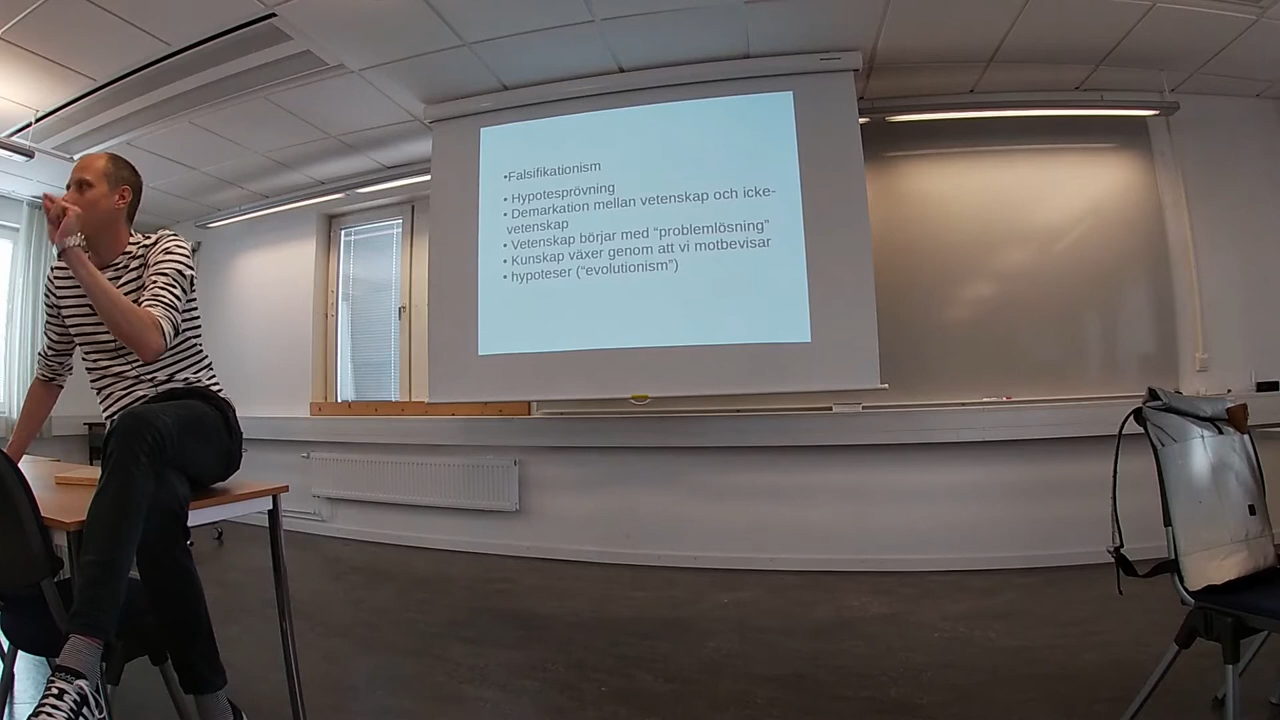 •Falsifikationism
• Hypotesprövning
• Demarkation mellan vetenskap och icke-
vetenskap
• Vetenskap börjar med “problemlösning”
• Kunskap växer genom att vi motbevisar
• hypoteser (“evolutionism”)